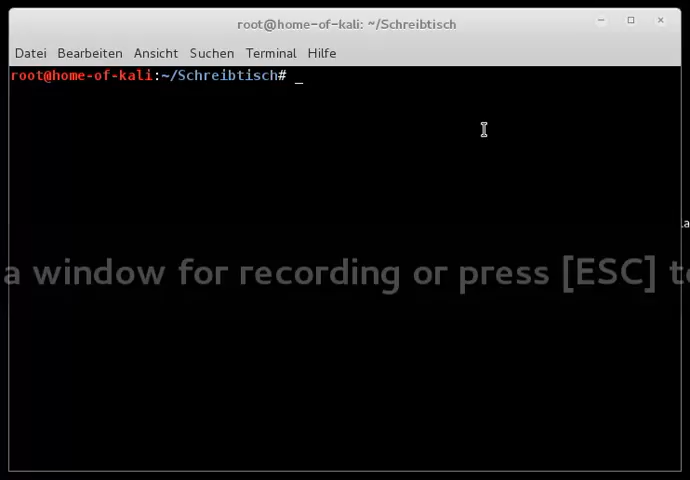 root@home-of-kali: ~/Schreibtisch
Datei Bearbeiten Ansicht Suchen Terminal Hilfe
root@home-of-kali:~/Schreibtisch# _
a window for recording or press [ESC] to